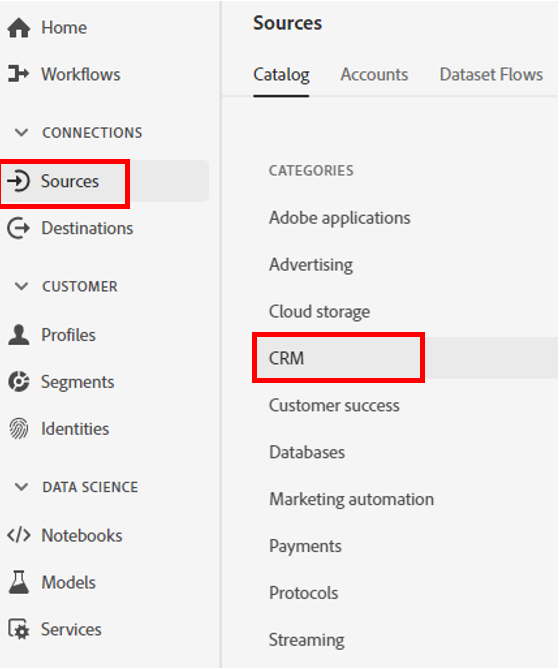 Home
Workflows
CONNECTIONS
Sources
Destinations
CUSTOMER
Profiles
Segments
Identities
DATA SCIENCE
Notebooks
Models
Services
Sources
Catalog Accounts Dataset Flows
CATEGORIES
Adobe applications
Advertising
Cloud storage
CRM
Customer success
Databases
Marketing automation
Payments
Protocols
Streaming